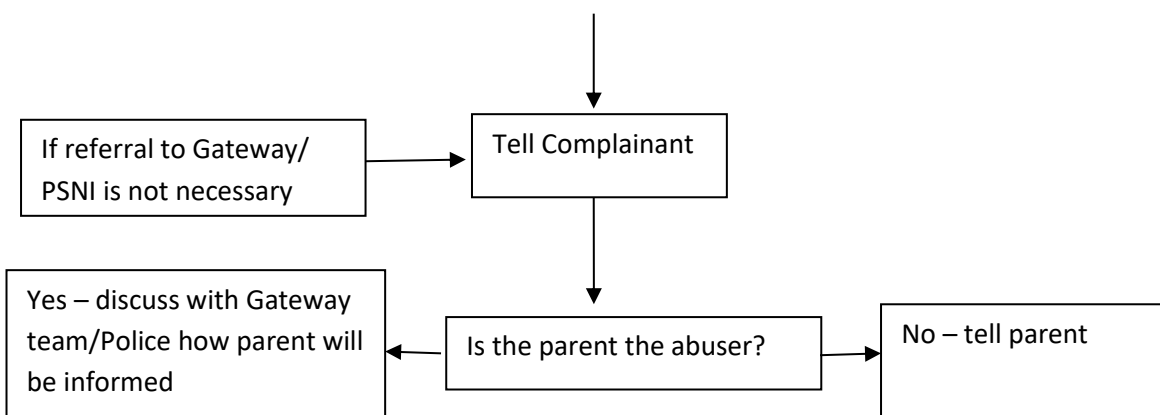 If referral to Gateway/
PSNI is not necessary
Tell Complainant
Yes – discuss with Gateway
team/Police how parent will
be informed
Is the parent the abuser?
No – tell parent